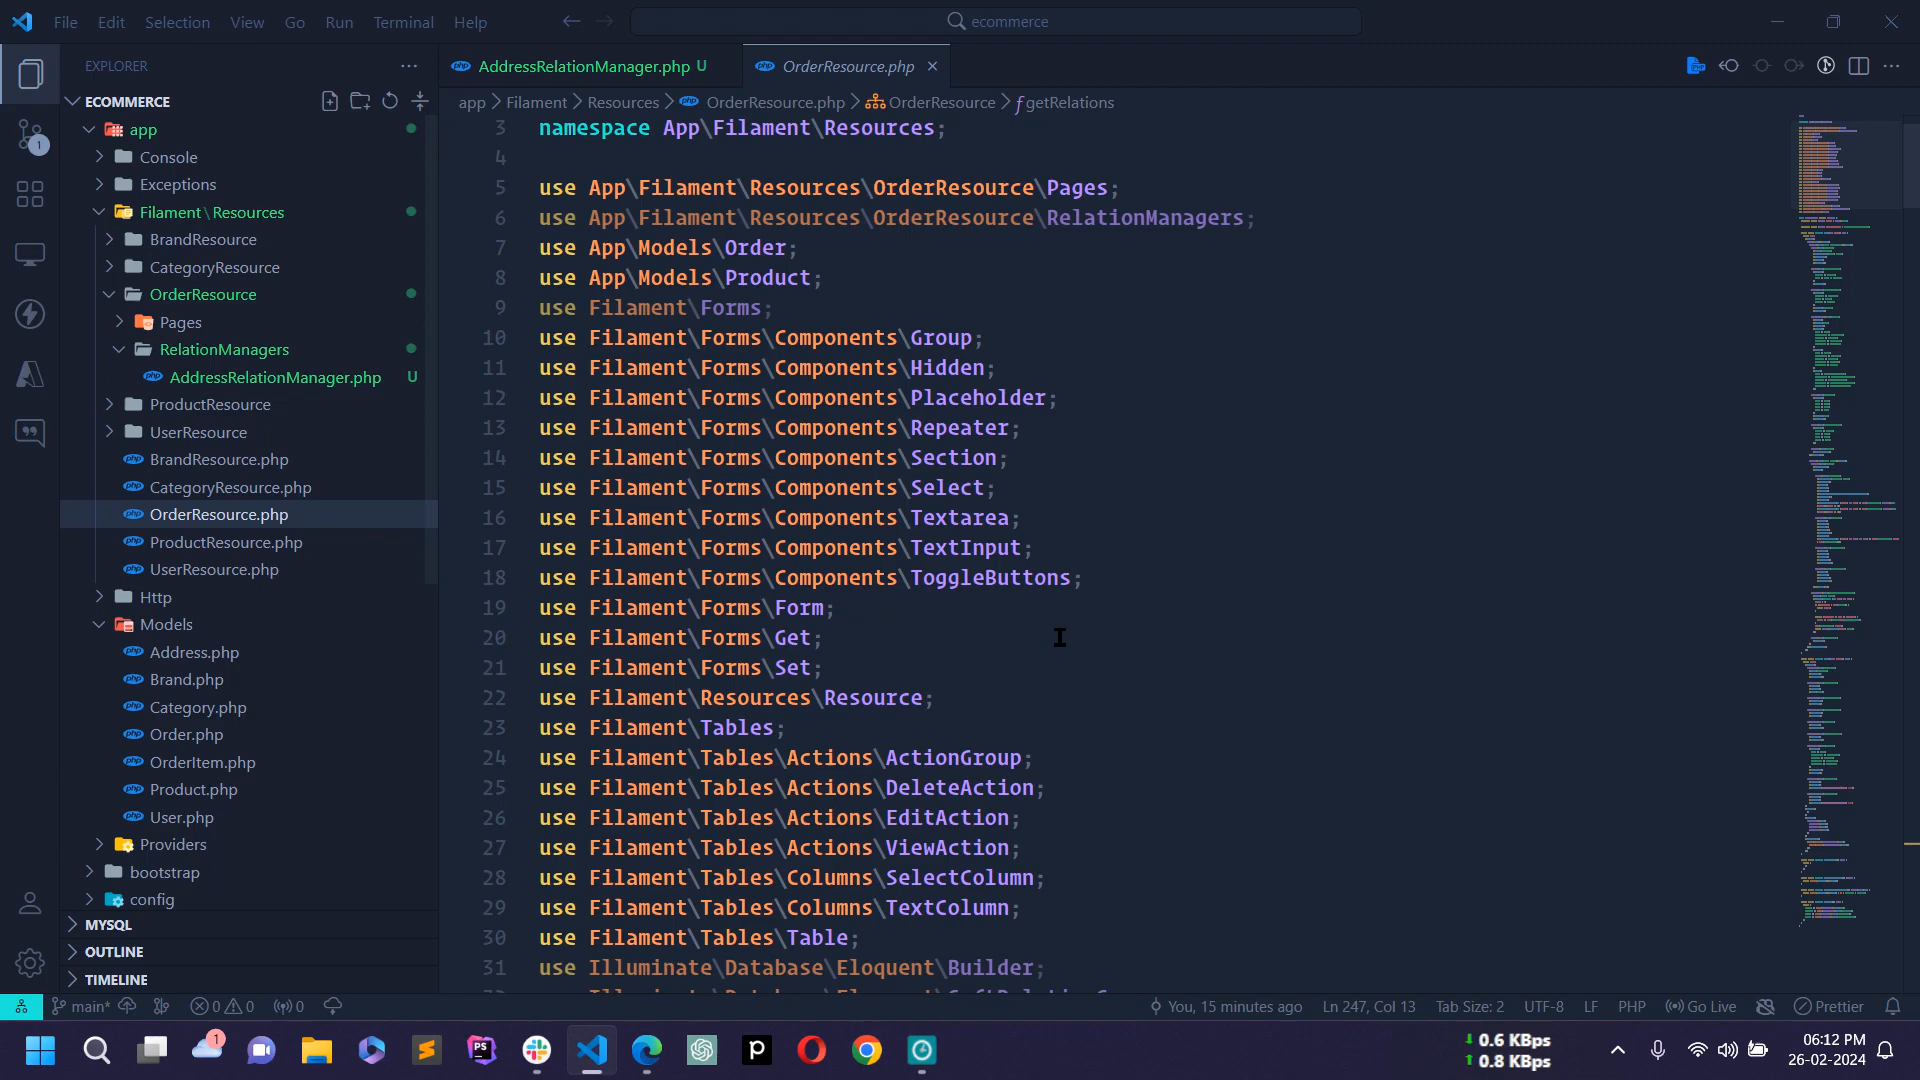 File Edit Selection View Go Run Terminal Help
ecommerce
EXPLORER
AddressRelationManager.php U
OrderResource.php
ECOMMERCE
app > Filament > Resources > OrderResource.php > OrderResource > getRelations
app
Console
Exceptions
Filament\Resources
BrandResource
CategoryResource
OrderResource
Pages
RelationManagers
AddressRelationManager.php U
ProductResource
UserResource
BrandResource.php
CategoryResource.php
OrderResource.php
ProductResource.php
UserResource.php
Http
Models
Address.php
Brand.php
Category.php
Order.php
OrderItem.php
Product.php
User.php
Providers
bootstrap
config
MYSQL
OUTLINE
TIMELINE
3 namespace App\Filament\Resources;
4
5 use App\Filament\Resources\OrderResource\Pages;
6 use App\Filament\Resources\OrderResource\RelationManagers;
7 use App\Models\Order;
8 use App\Models\Product;
9 use Filament\Forms;
10 use Filament\Forms\Components\Group;
11 use Filament\Forms\Components\Hidden;
12 use Filament\Forms\Components\Placeholder;
13 use Filament\Forms\Components\Repeater;
14 use Filament\Forms\Components\Section;
15 use Filament\Forms\Components\Select;
16 use Filament\Forms\Components\Textarea;
17 use Filament\Forms\Components\TextInput;
18 use Filament\Forms\Components\ToggleButtons;
19 use Filament\Forms\Form;
20 use Filament\Forms\Get;
21 use Filament\Forms\Set;
22 use Filament\Resources\Resource;
23 use Filament\Tables;
24 use Filament\Tables\Actions\ActionGroup;
25 use Filament\Tables\Actions\DeleteAction;
26 use Filament\Tables\Actions\EditAction;
27 use Filament\Tables\Actions\ViewAction;
28 use Filament\Tables\Columns\SelectColumn;
29 use Filament\Tables\Columns\TextColumn;
30 use Filament\Tables\Table;
31 use Illuminate\Database\Eloquent\Builder;
main* 0 0 0 You, 15 minutes ago Ln 247, Col 13 Tab Size: 2 UTF-8 LF PHP Go Live Prettier
0.6 KBps
0.8 KBps
06:12 PM
26-02-2024